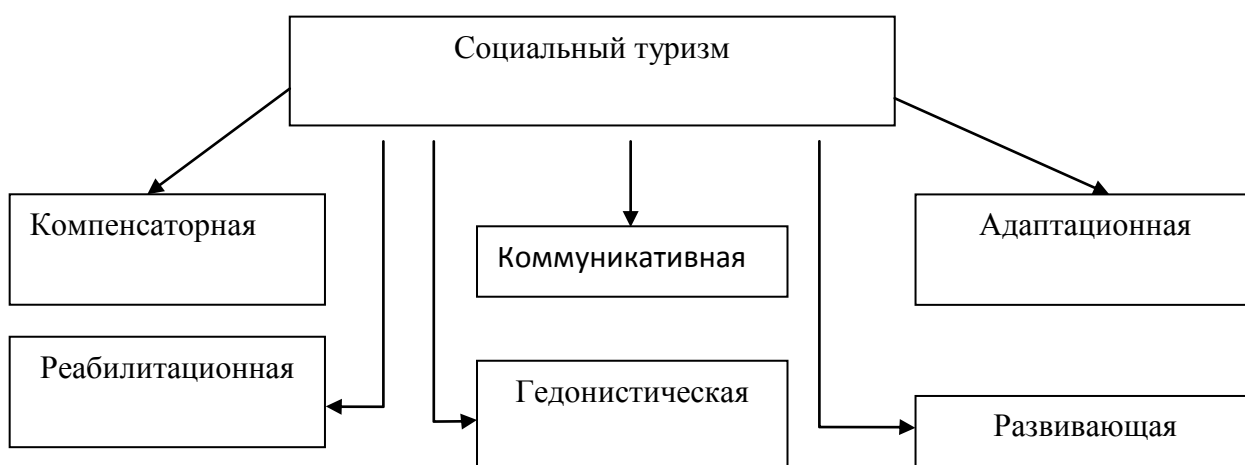 Социальный туризм
Компенсаторная
Коммуникативная
Адаптационная
Реабилитационная
Гедонистическая
Развивающая